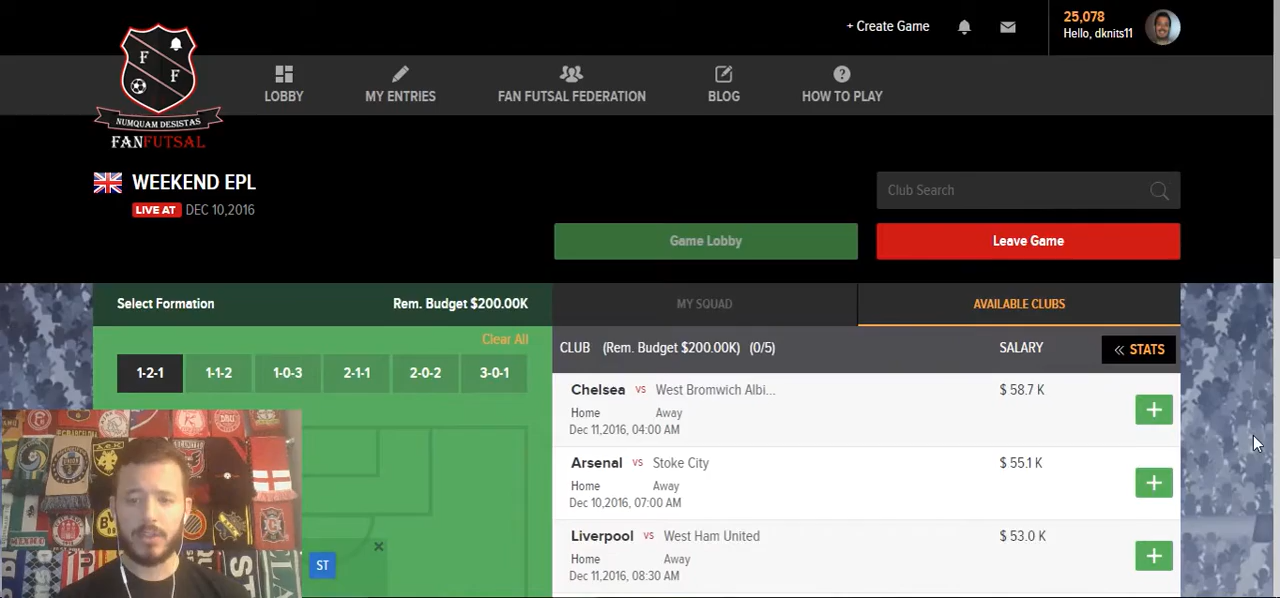 + Create Game
25,078
Hello, dknits11
F
F
NUMQUAM DESISTAS
FANFUTSAL
LOBBY
MY ENTRIES
FAN FUTSAL FEDERATION
BLOG
? HOW TO PLAY
WEEKEND EPL
LIVE AT DEC 10,2016
Club Search
Game Lobby
Leave Game
Select Formation
Rem. Budget $200.00K
MY SQUAD
AVAILABLE CLUBS
Clear All
1-2-1
1-1-2
1-0-3
2-1-1
2-0-2
3-0-1
CLUB (Rem. Budget $200.00K) (0/5)
SALARY
« STATS
Chelsea vs West Bromwich Albi...
$ 58.7 K
Home Away
Dec 11,2016, 04:00 AM
Arsenal vs Stoke City
$ 55.1 K
Home Away
Dec 10,2016, 07:00 AM
Liverpool vs West Ham United
$ 53.0 K
Home Away
Dec 11,2016, 08:30 AM
ST